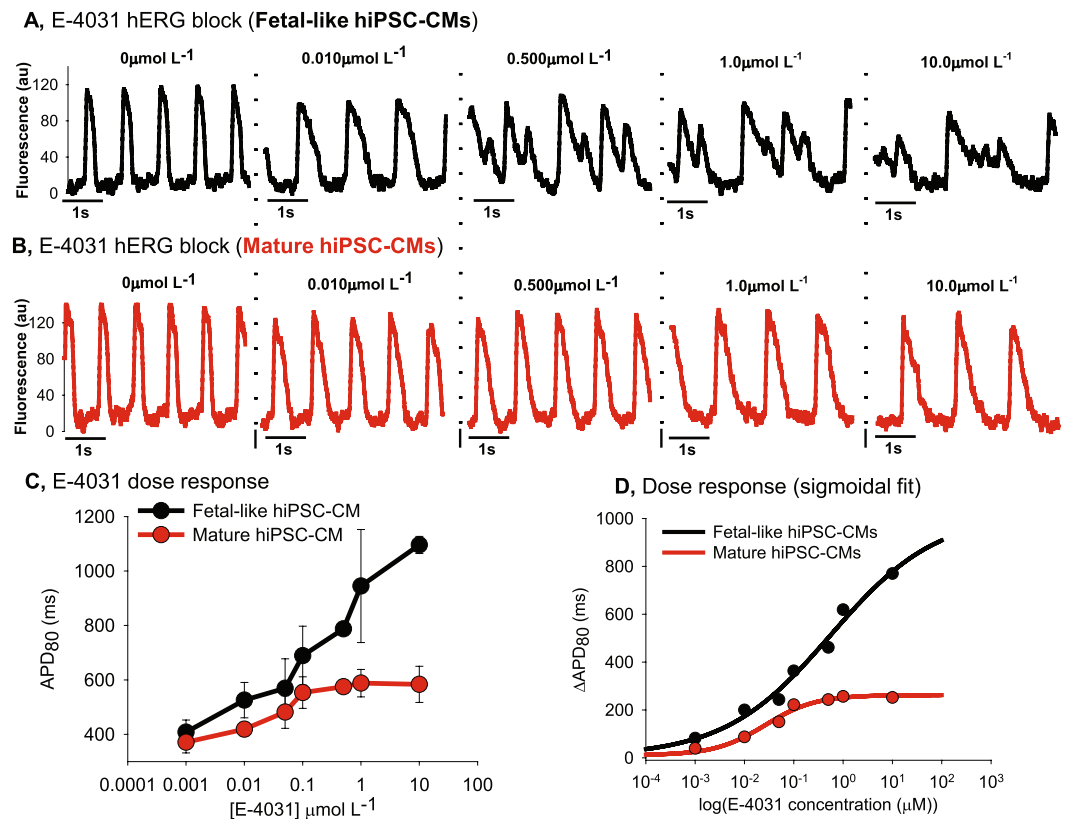 A, E-4031 hERG block (Fetal-like hiPSC-CMs)
0µmol L-1 0.010µmol L-1 0.500µmol L-1 1.0µmol L-1 10.0µmol L-1
Fluorescence (au)
120
80
40
0
1s 1s 1s 1s 1s
B, E-4031 hERG block (Mature hiPSC-CMs)
0µmol L-1 0.010µmol L-1 0.500µmol L-1 1.0µmol L-1 10.0µmol L-1
Fluorescence (au)
120
80
40
0
1s 1s 1s 1s 1s
C, E-4031 dose response
Fetal-like hiPSC-CM
Mature hiPSC-CM
APD80 (ms)
1200
1000
800
600
400
0.0001 0.001 0.01 0.1 1 10 100
[E-4031] µmol L-1
D, Dose response (sigmoidal fit)
Fetal-like hiPSC-CMs
Mature hiPSC-CMs
ΔAPD80 (ms)
1000
800
600
400
200
0
10-4 10-3 10-2 10-1 100 101 102 103
log(E-4031 concentration (µM))